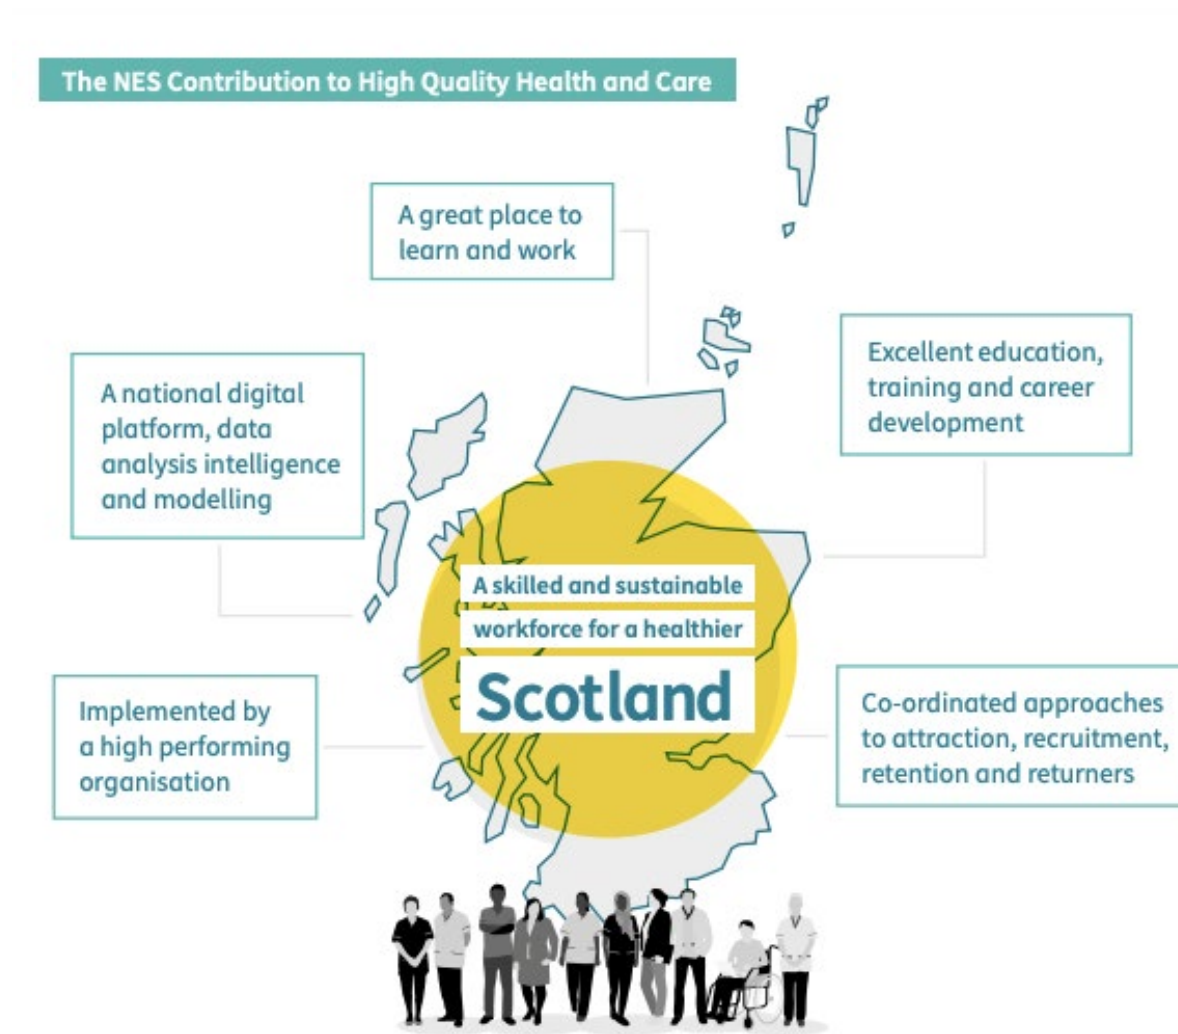 The NES Contribution to High Quality Health and Care
A great place to
learn and work
Excellent education,
training and career
development
A national digital
platform, data
analysis intelligence
and modelling
A skilled and sustainable
workforce for a healthier
Scotland
Implemented by
a high performing
organisation
Co-ordinated approaches
to attraction, recruitment,
retention and returners